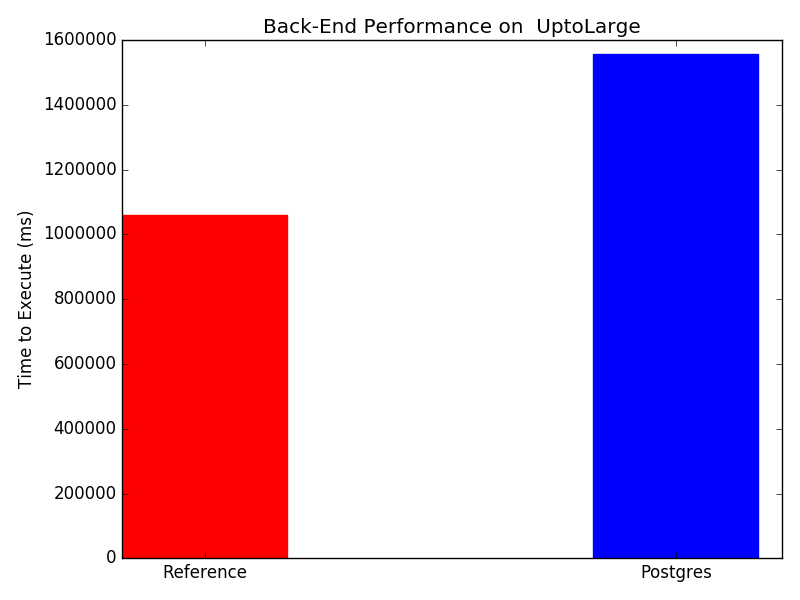 Back-End Performance on  UptoLarge
1600000
1400000
1200000
1000000
800000
600000
400000
200000
0
Time to Execute (ms)
Reference
Postgres